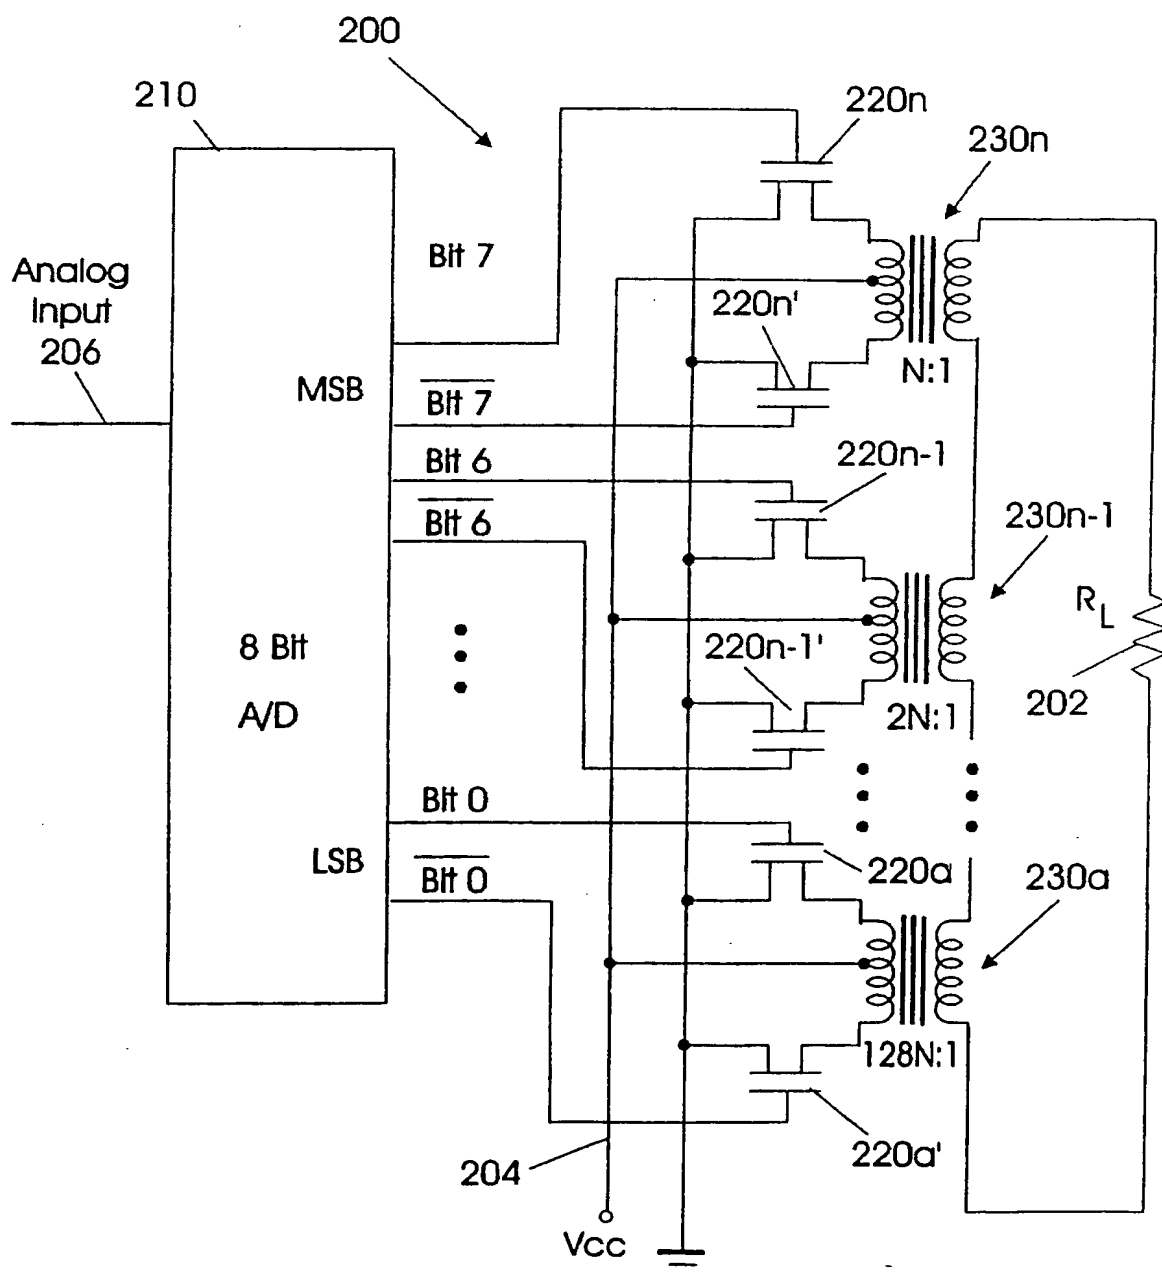 200
210
220n
230n
Analog
Input
206
Bit 7
220n'
MSB
N:1
Bit 7
Bit 6
220n-1
Bit 6
230n-1
8 Bit
A/D
220n-1'
RL
2N:1
202
Bit 0
LSB
Bit 0
220a
230a
128N:1
204
220a'
Vcc